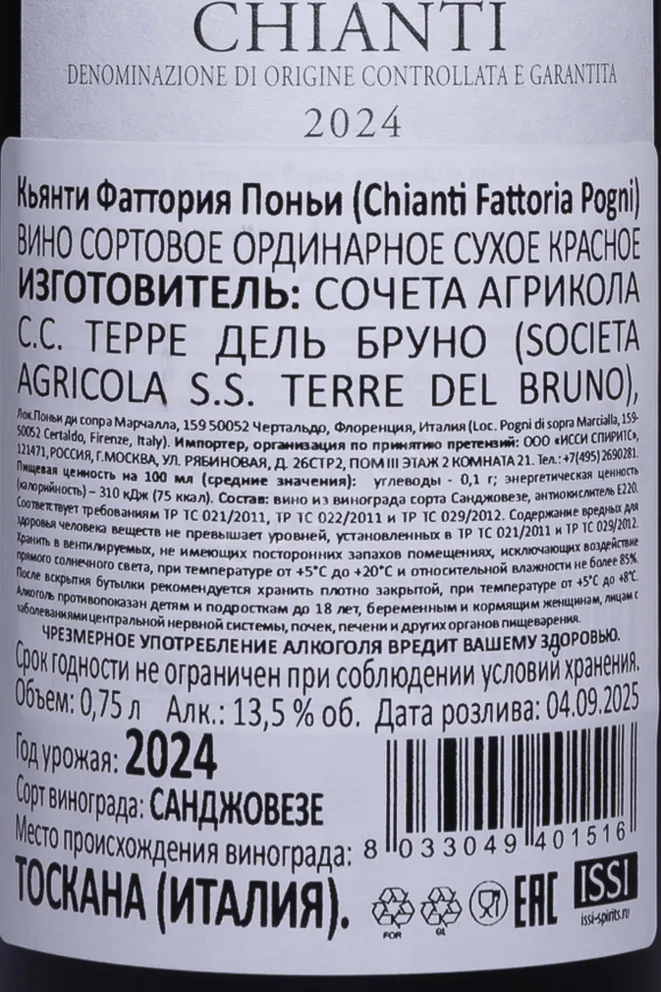 CHIANTI
DENOMINAZIONE DI ORIGINE CONTROLLATA E GARANTITA
2024
Кьянти Фаттория Поньи (Chianti Fattoria Pogni)
ВИНО СОРТОВОЕ ОРДИНАРНОЕ СУХОЕ КРАСНОЕ
ИЗГОТОВИТЕЛЬ: СОЧЕТА АГРИКОЛА
С.С. ТЕРРЕ ДЕЛЬ БРУНО (SOCIETA
AGRICOLA S.S. TERRE DEL BRUNO),
Лок.Поньи ди сопра Марчалла, 159 50052 Чертальдо, Флоренция, Италия (Loc. Pogni di sopra Marcialla, 159-
50052 Certaldo, Firenze, Italy). Импортер, организация по принятию претензий: ООО «ИССИ СПИРИТС»,
121471, РОССИЯ, Г.МОСКВА, УЛ. РЯБИНОВАЯ, Д. 26СТР2, ПОМ III ЭТАЖ 2 КОМНАТА 21. Тел.: +7(495) 2690281.
Пищевая ценность на 100 мл (средние значения): углеводы - 0,1 г; энергетическая ценность
(калорийность) – 310 кДж (75 ккал). Состав: вино из винограда сорта Санджовезе, антиокислитель Е220.
Соответствует требованиям ТР ТС 021/2011, ТР ТС 022/2011 и ТР ТС 029/2012. Содержание вредных для
здоровья человека веществ не превышает уровней, установленных в ТР ТС 021/2011 и ТР ТС 029/2012.
Хранить в вентилируемых, не имеющих посторонних запахов помещениях, исключающих воздействие
прямого солнечного света, при температуре от +5°С до +20°С и относительной влажности не более 85%.
После вскрытия бутылки рекомендуется хранить плотно закрытой, при температуре от +5°С до +8°С.
Алкоголь противопоказан детям и подросткам до 18 лет, беременным и кормящим женщинам, лицам с
заболеваниями центральной нервной системы, почек, печени и других органов пищеварения.
ЧРЕЗМЕРНОЕ УПОТРЕБЛЕНИЕ АЛКОГОЛЯ ВРЕДИТ ВАШЕМУ ЗДОРОВЬЮ.
Срок годности не ограничен при соблюдении условий хранения.
Объем: 0,75 л Алк.: 13,5 % об. Дата розлива: 04.09.2025
Год урожая: 2024
Сорт винограда: САНДЖОВЕЗЕ
Место происхождения винограда:
ТОСКАНА (ИТАЛИЯ).
8 033049 401516
FOR
GL
EAC
ISSI
issi-spirits.ru